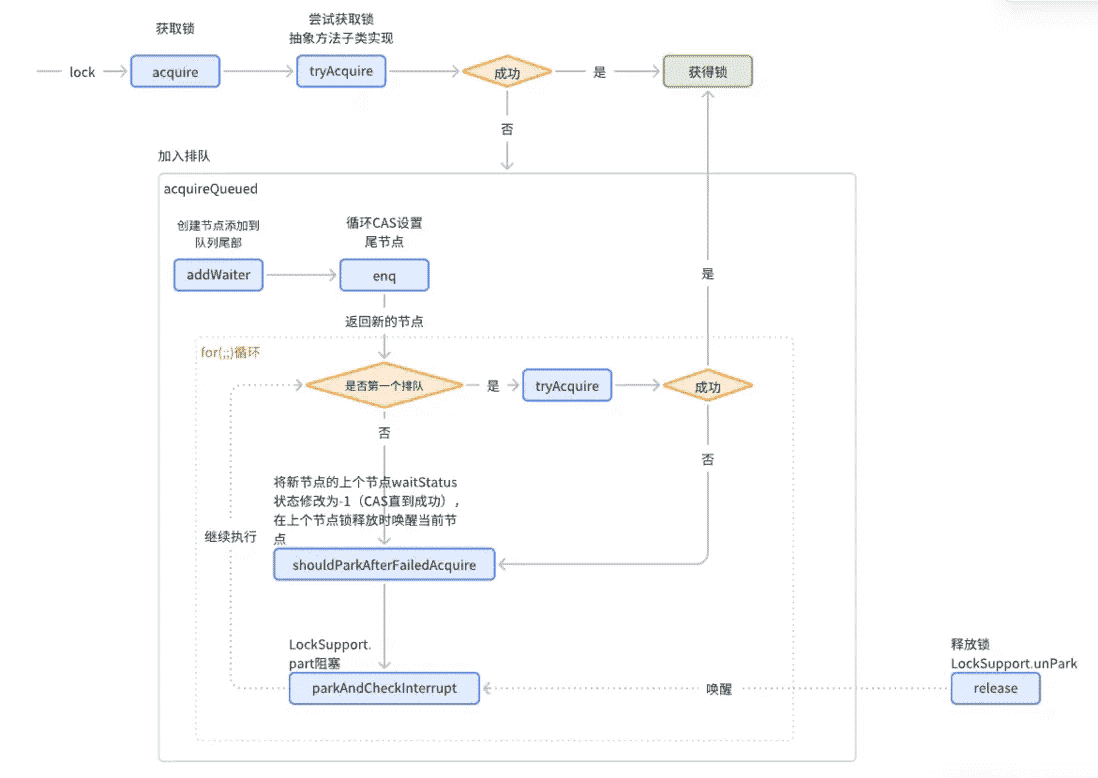 获取锁
尝试获取锁
抽象方法子类实现
lock
acquire
tryAcquire
成功
是
获得锁
否
加入排队
acquireQueued
创建节点添加到
队列尾部
循环CAS设置
尾节点
addWaiter
enq
是
返回新的节点
for(;;)循环
是否第一个排队
是
tryAcquire
成功
否
否
将新节点的上个节点waitStatus
状态修改为-1（CAS直到成功），
在上个节点锁释放时唤醒当前节
点
继续执行
shouldParkAfterFailedAcquire
LockSupport.
part阻塞
parkAndCheckInterrupt
唤醒
释放锁
LockSupport.unPark
release